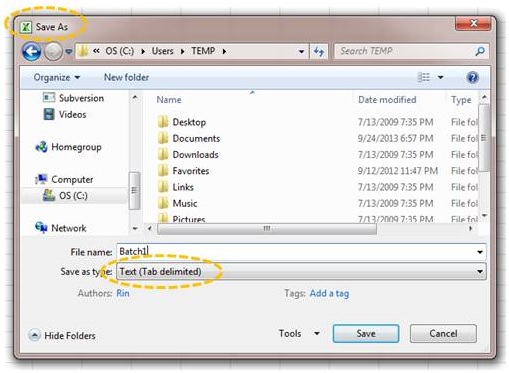 Save As
« OS (C:) ▸ Users ▸ TEMP ▸ Search TEMP
Organize ▾ New folder
Name Date modified Type
Subversion
Videos
Homegroup
Computer
OS (C:)
Network
Desktop 7/13/2009 7:35 PM File fol
Documents 9/24/2013 6:57 PM File fol
Downloads 7/13/2009 7:35 PM File fol
Favorites 9/12/2012 11:47 PM File fol
Links 7/13/2009 7:35 PM File fol
Music 7/13/2009 7:35 PM File fol
Pictures 7/13/2009 7:35 PM File fol
File name: Batch1
Save as type: Text (Tab delimited)
Authors: Rin Tags: Add a tag
Hide Folders Tools ▾ Save Cancel